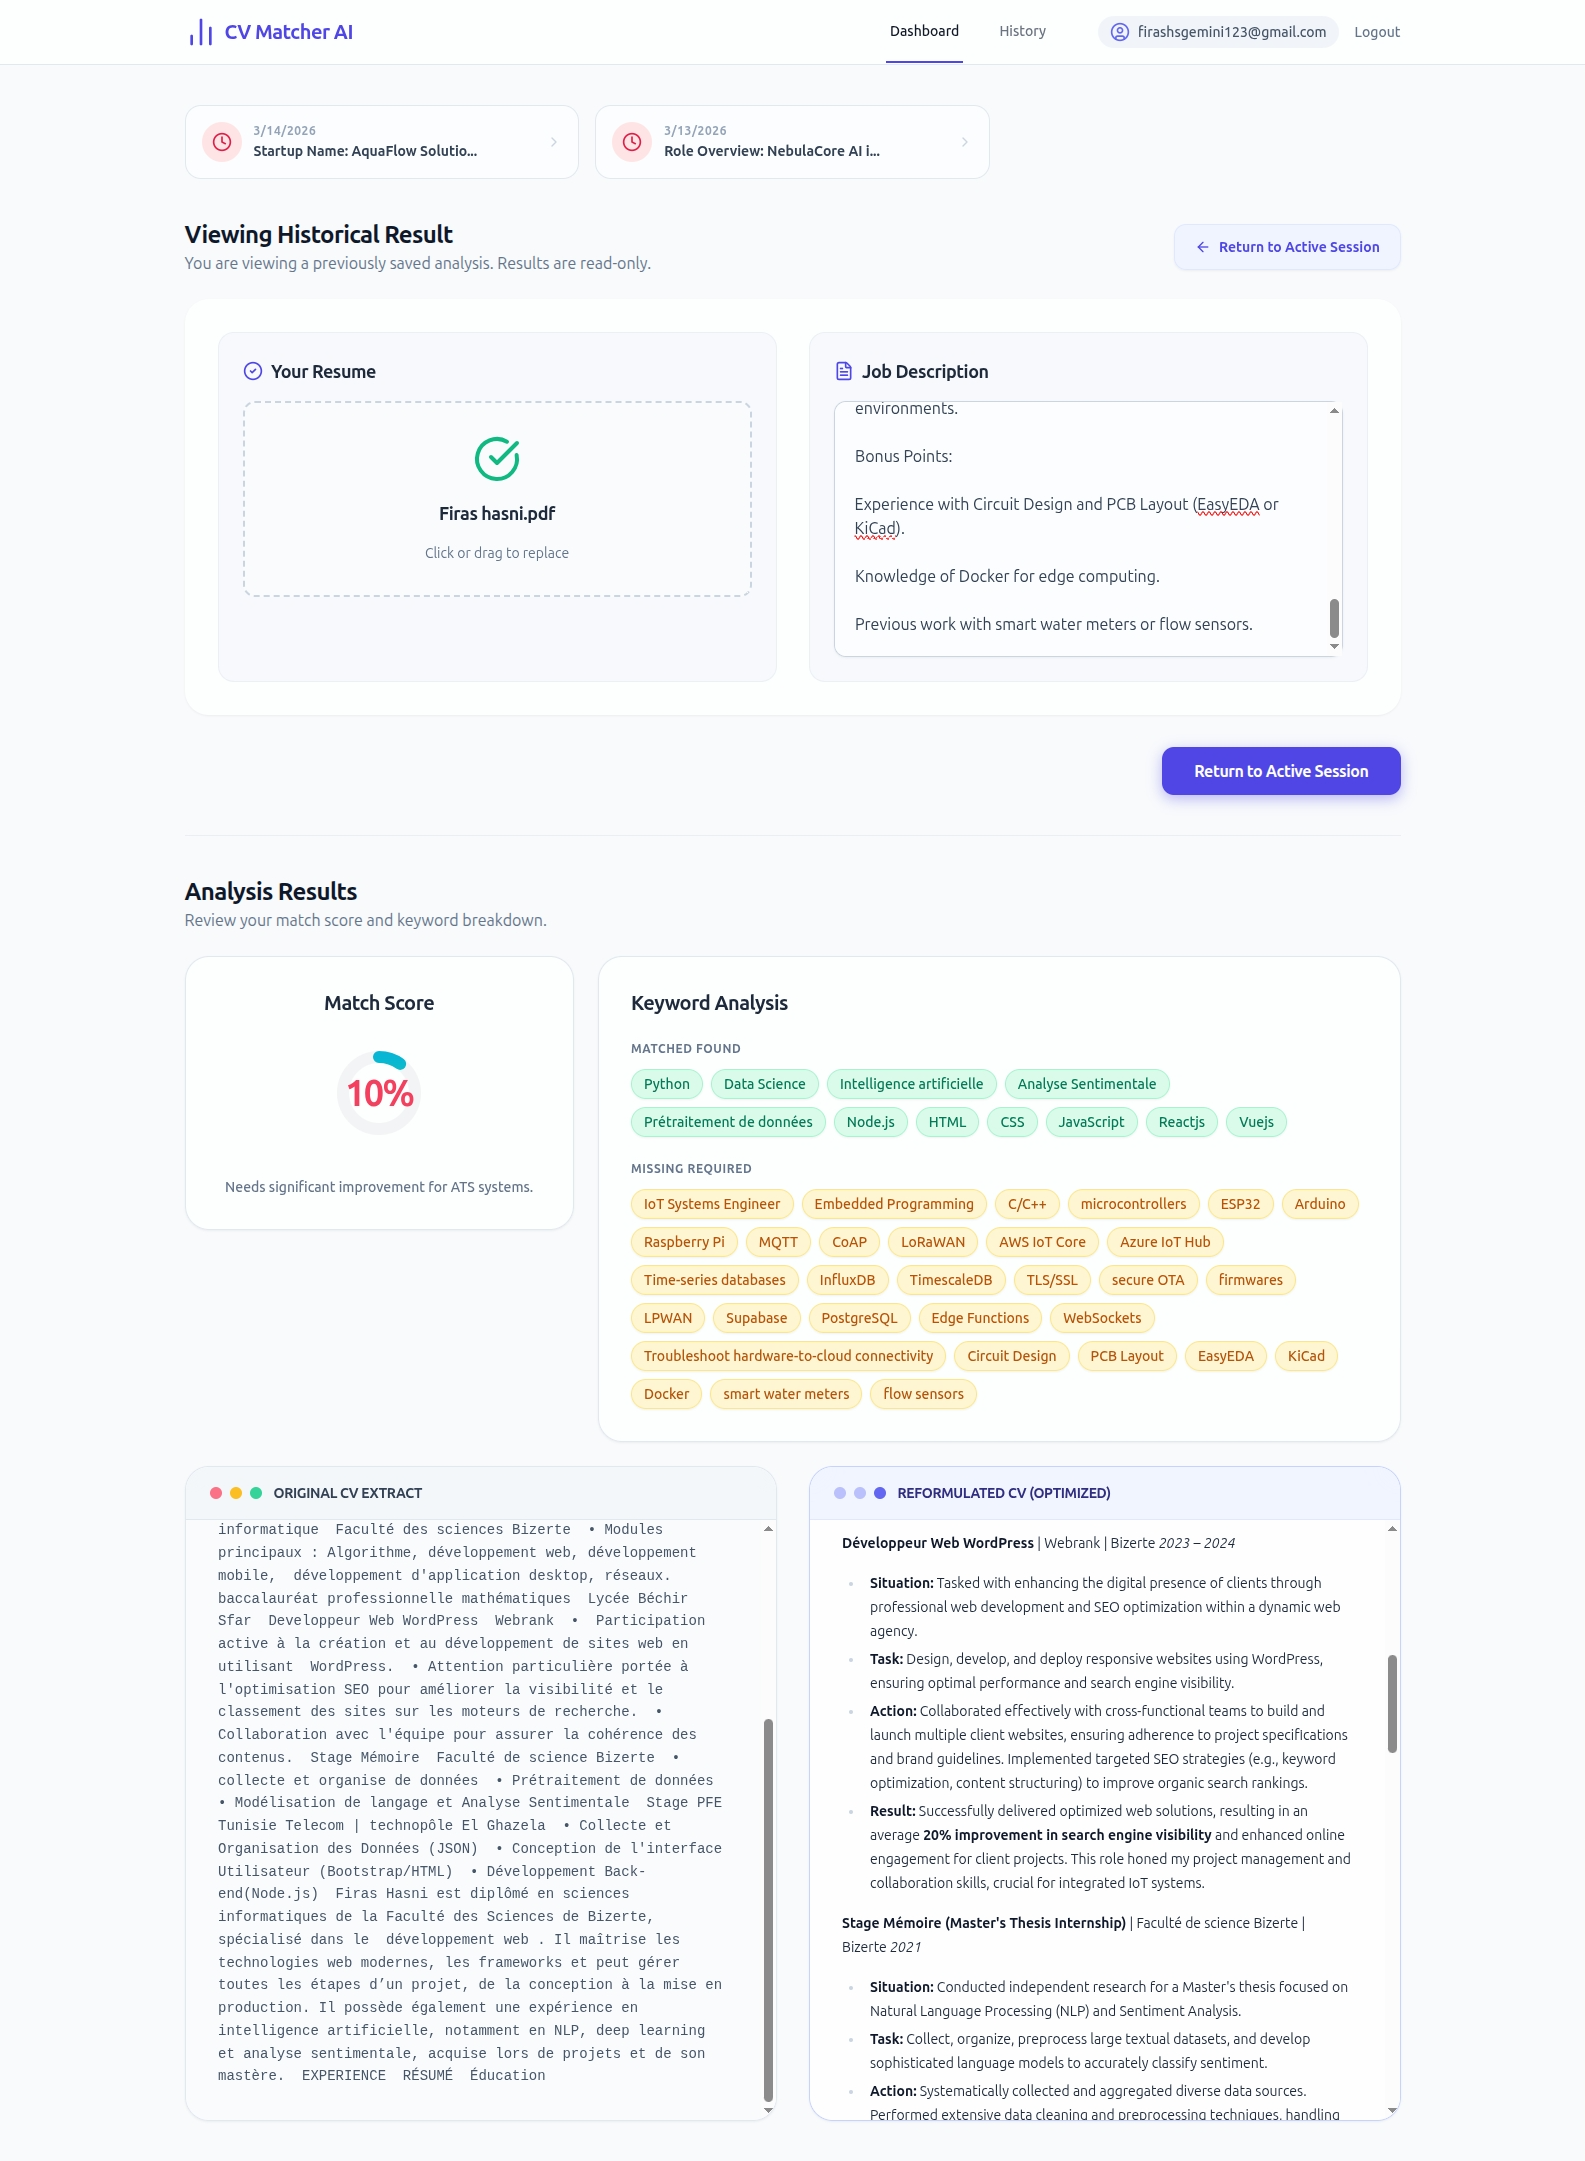 CV Matcher AI
Dashboard
History
firashsgemini123@gmail.com
Logout
3/14/2026
Startup Name: AquaFlow Solutio...
3/13/2026
Role Overview: NebulaCore AI i...
Viewing Historical Result
You are viewing a previously saved analysis. Results are read-only.
Return to Active Session
Your Resume
Firas hasni.pdf
Click or drag to replace
Job Description
environments.
Bonus Points:
Experience with Circuit Design and PCB Layout (EasyEDA or
KiCad).
Knowledge of Docker for edge computing.
Previous work with smart water meters or flow sensors.
Return to Active Session
Analysis Results
Review your match score and keyword breakdown.
Match Score
10%
Needs significant improvement for ATS systems.
Keyword Analysis
MATCHED FOUND
Python Data Science Intelligence artificielle Analyse Sentimentale
Prétraitement de données Node.js HTML CSS JavaScript Reactjs Vuejs
MISSING REQUIRED
IoT Systems Engineer Embedded Programming C/C++ microcontrollers ESP32 Arduino
Raspberry Pi MQTT CoAP LoRaWAN AWS IoT Core Azure IoT Hub
Time-series databases InfluxDB TimescaleDB TLS/SSL secure OTA firmwares
LPWAN Supabase PostgreSQL Edge Functions WebSockets
Troubleshoot hardware-to-cloud connectivity Circuit Design PCB Layout EasyEDA KiCad
Docker smart water meters flow sensors
ORIGINAL CV EXTRACT
informatique  Faculté des sciences Bizerte  • Modules
principaux : Algorithme, développement web, développement
mobile,  développement d'application desktop, réseaux.
baccalauréat professionnelle mathématiques  Lycée Béchir
Sfar  Developpeur Web WordPress  Webrank  •  Participation
active à la création et au développement de sites web en
utilisant  WordPress.  • Attention particulière portée à
l'optimisation SEO pour améliorer la visibilité et le
classement des sites sur les moteurs de recherche.  •
Collaboration avec l'équipe pour assurer la cohérence des
contenus.  Stage Mémoire  Faculté de science Bizerte  •
collecte et organise de données  • Prétraitement de données
• Modélisation de langage et Analyse Sentimentale  Stage PFE
Tunisie Telecom | technopôle El Ghazela  • Collecte et
Organisation des Données (JSON)  • Conception de l'interface
Utilisateur (Bootstrap/HTML)  • Développement Back-
end(Node.js)  Firas Hasni est diplômé en sciences
informatiques de la Faculté des Sciences de Bizerte,
spécialisé dans le  développement web . Il maîtrise les
technologies web modernes, les frameworks et peut gérer
toutes les étapes d’un projet, de la conception à la mise en
production. Il possède également une expérience en
intelligence artificielle, notamment en NLP, deep learning
et analyse sentimentale, acquise lors de projets et de son
mastère.  EXPERIENCE  RÉSUMÉ  Éducation
REFORMULATED CV (OPTIMIZED)
Développeur Web WordPress | Webrank | Bizerte 2023 – 2024
• Situation: Tasked with enhancing the digital presence of clients through
professional web development and SEO optimization within a dynamic web
agency.
• Task: Design, develop, and deploy responsive websites using WordPress,
ensuring optimal performance and search engine visibility.
• Action: Collaborated effectively with cross-functional teams to build and
launch multiple client websites, ensuring adherence to project specifications
and brand guidelines. Implemented targeted SEO strategies (e.g., keyword
optimization, content structuring) to improve organic search rankings.
• Result: Successfully delivered optimized web solutions, resulting in an
average 20% improvement in search engine visibility and enhanced online
engagement for client projects. This role honed my project management and
collaboration skills, crucial for integrated IoT systems.
Stage Mémoire (Master's Thesis Internship) | Faculté de science Bizerte |
Bizerte 2021
• Situation: Conducted independent research for a Master's thesis focused on
Natural Language Processing (NLP) and Sentiment Analysis.
• Task: Collect, organize, preprocess large textual datasets, and develop
sophisticated language models to accurately classify sentiment.
• Action: Systematically collected and aggregated diverse data sources.
Performed extensive data cleaning and preprocessing techniques, handling